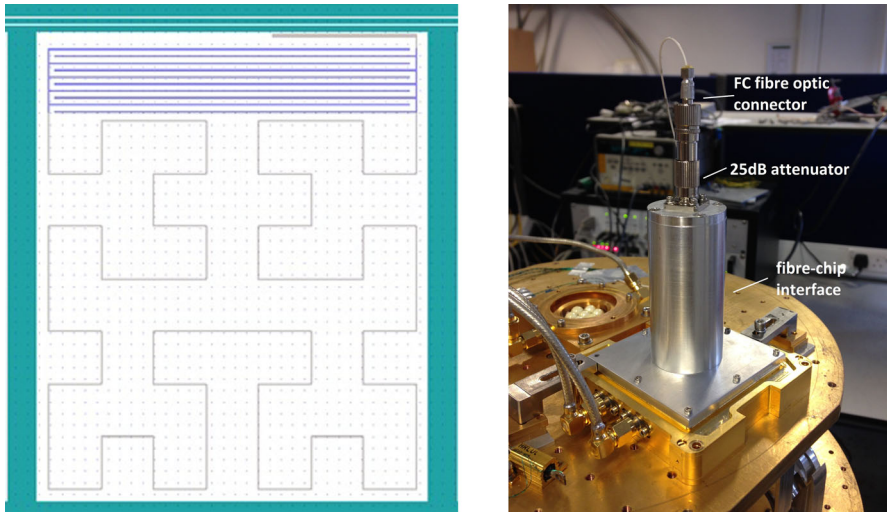 FC fibre optic
connector
25dB attenuator
fibre-chip
interface